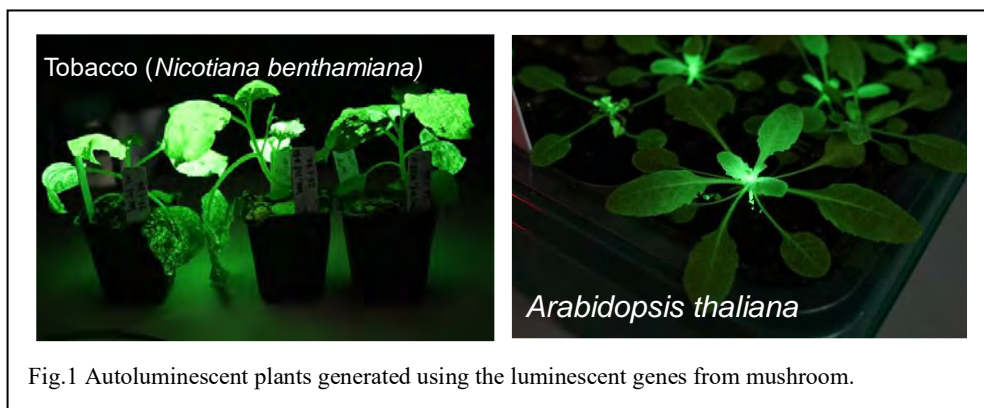 Tobacco (Nicotiana benthamiana)
Arabidopsis thaliana
Fig.1 Autoluminescent plants generated using the luminescent genes from mushroom.